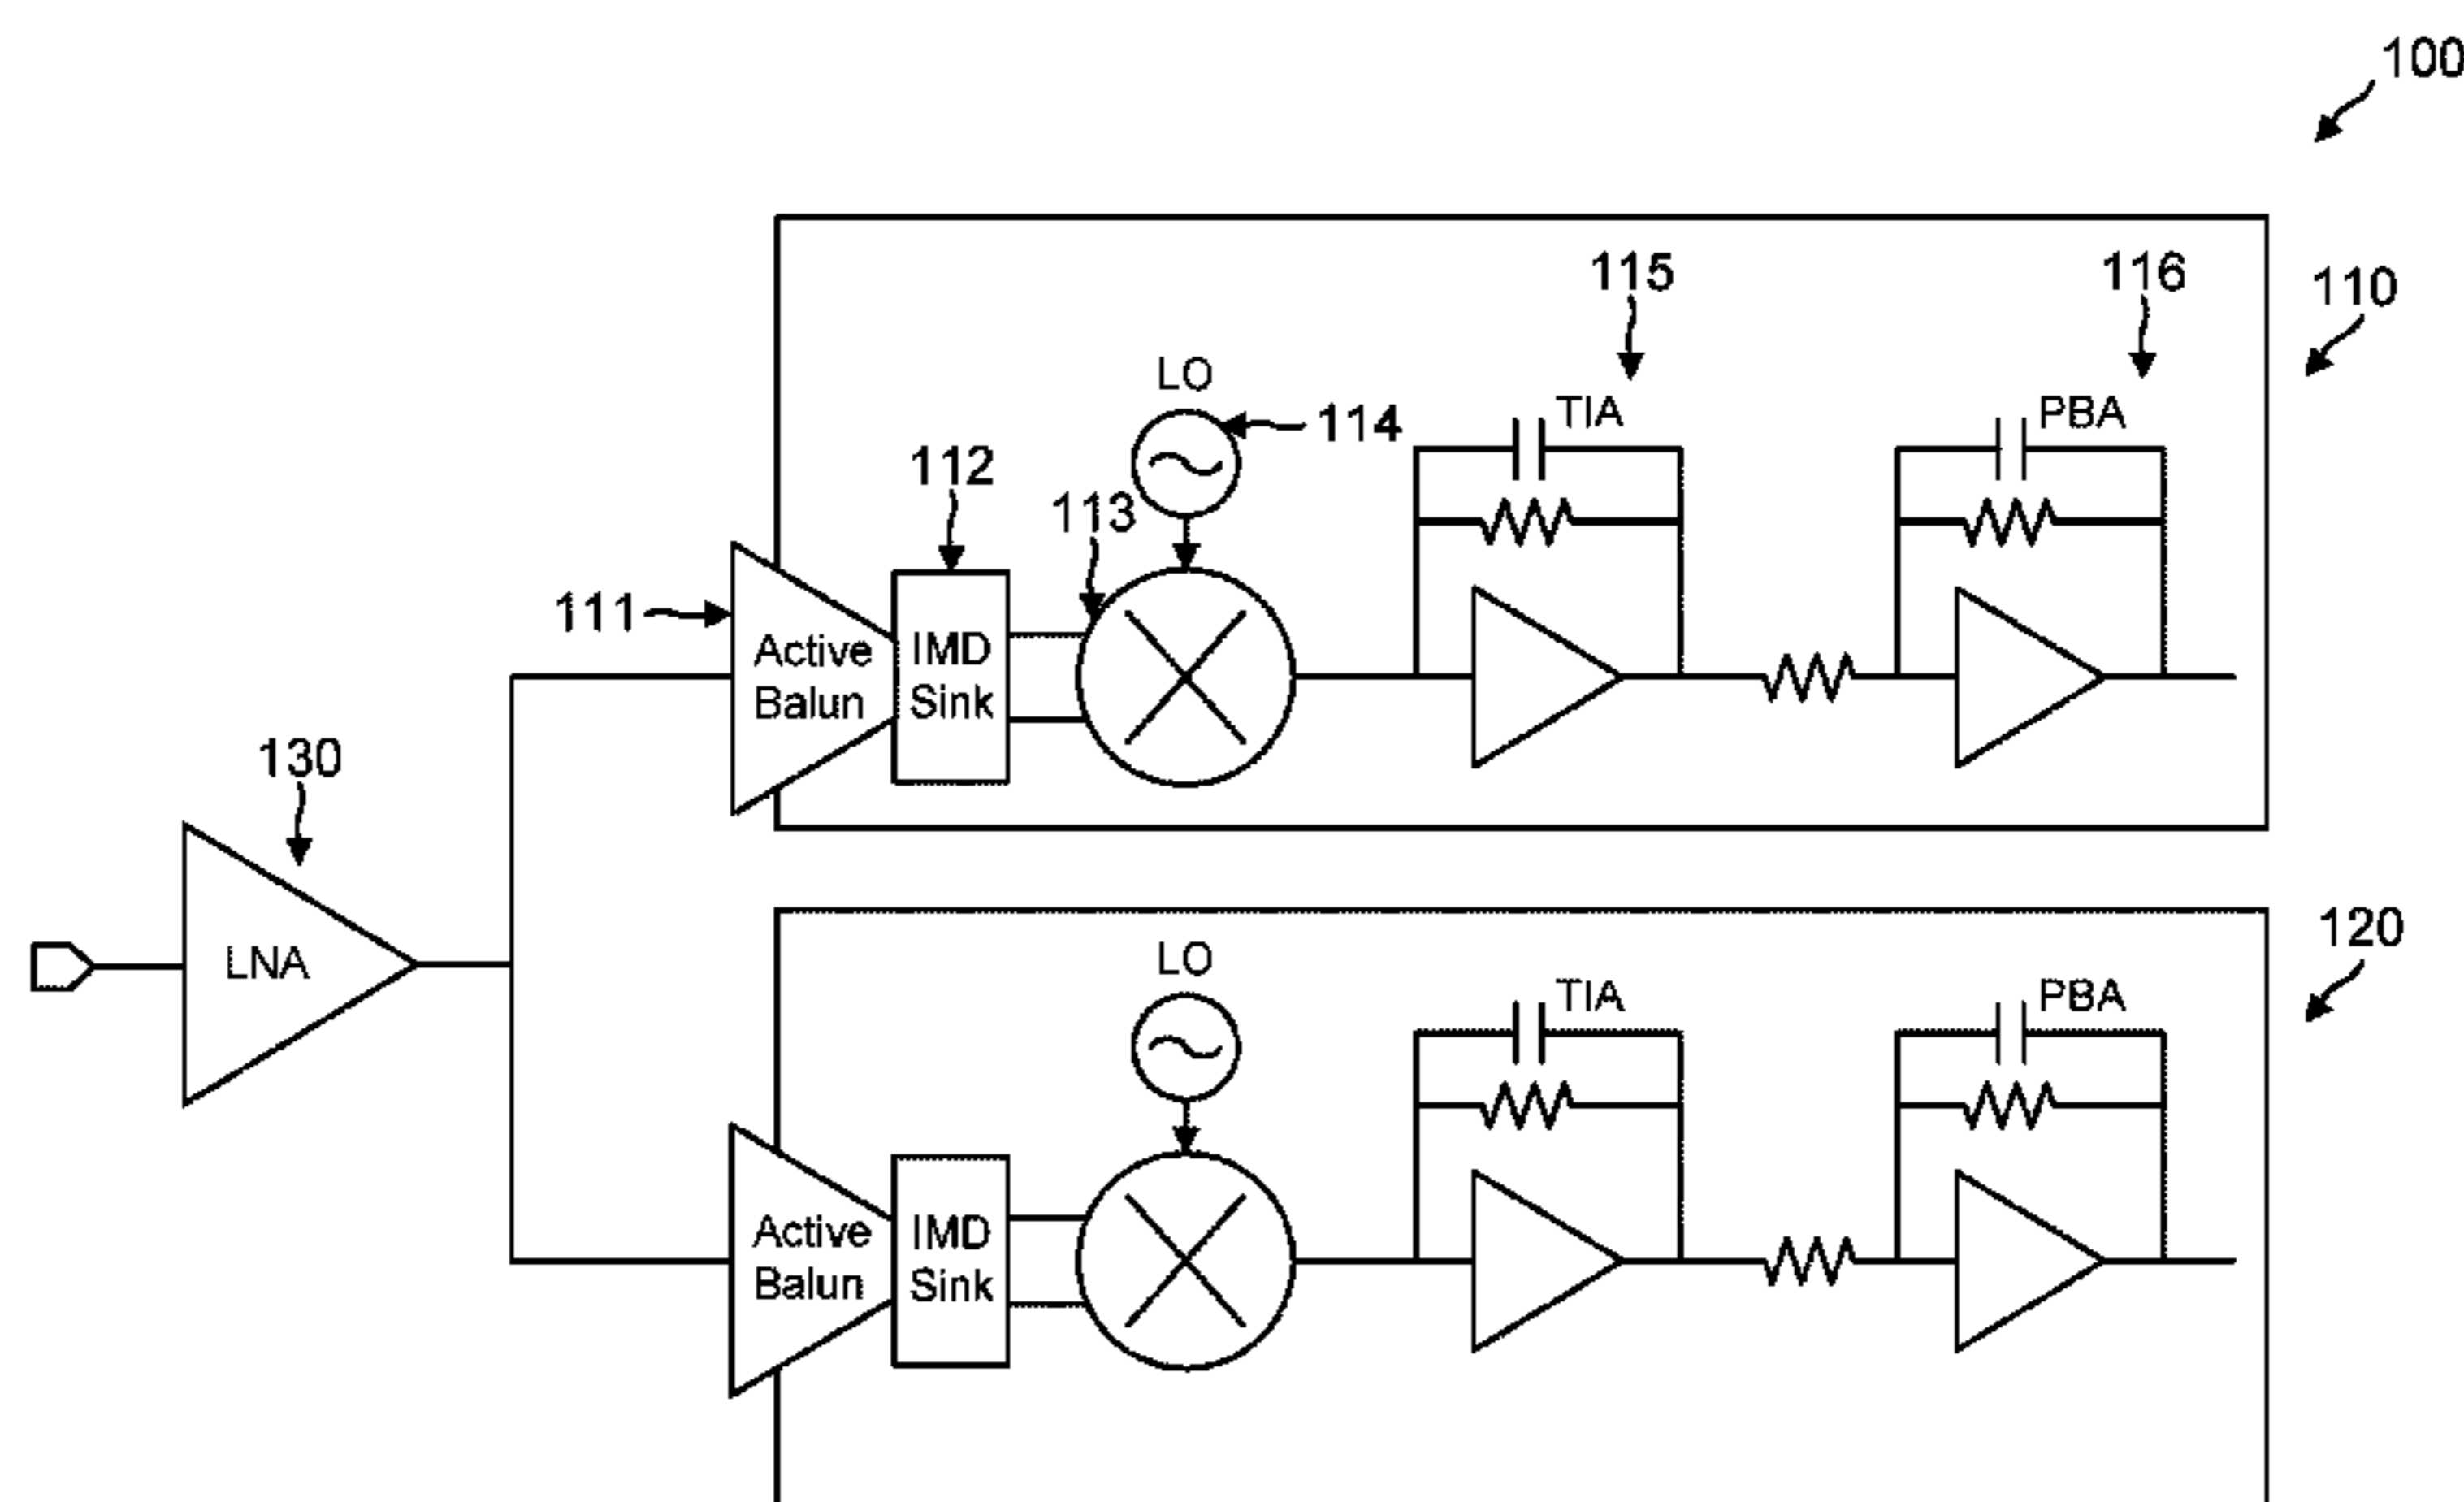 100
115
116
110
LO
114
TIA
PBA
112
113
111
Active
Balun
IMD
Sink
130
LNA
120
LO
TIA
PBA
Active
Balun
IMD
Sink